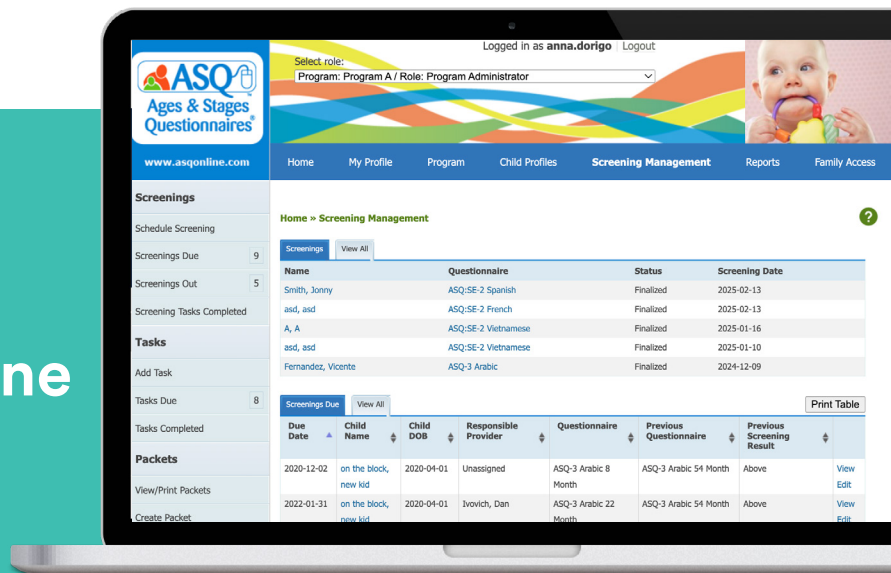 ne
Logged in as anna.dorigo | Logout
Select role:
Program: Program A / Role: Program Administrator
ASQ
Ages & Stages
Questionnaires®
www.asqonline.com
Home My Profile Program Child Profiles Screening Management Reports Family Access
Screenings
Schedule Screening
Screenings Due 9
Screenings Out 5
Screening Tasks Completed
Tasks
Add Task
Tasks Due 8
Tasks Completed
Packets
View/Print Packets
Create Packet
Home » Screening Management
?
Screenings View All
Name Questionnaire Status Screening Date
Smith, Jonny ASQ:SE-2 Spanish Finalized 2025-02-13
asd, asd ASQ:SE-2 French Finalized 2025-02-13
A, A ASQ:SE-2 Vietnamese Finalized 2025-01-16
asd, asd ASQ:SE-2 Vietnamese Finalized 2025-01-10
Fernandez, Vicente ASQ-3 Arabic Finalized 2024-12-09
Screenings Due View All Print Table
Due Child Child Responsible Questionnaire Previous Previous
Date Name DOB Provider Questionnaire Screening
Result
2020-12-02 on the block, 2020-04-01 Unassigned ASQ-3 Arabic 8 ASQ-3 Arabic 54 Month Above View
new kid Month Edit
2022-01-31 on the block, 2020-04-01 Ivovich, Dan ASQ-3 Arabic 22 ASQ-3 Arabic 54 Month Above View
new kid Month Edit